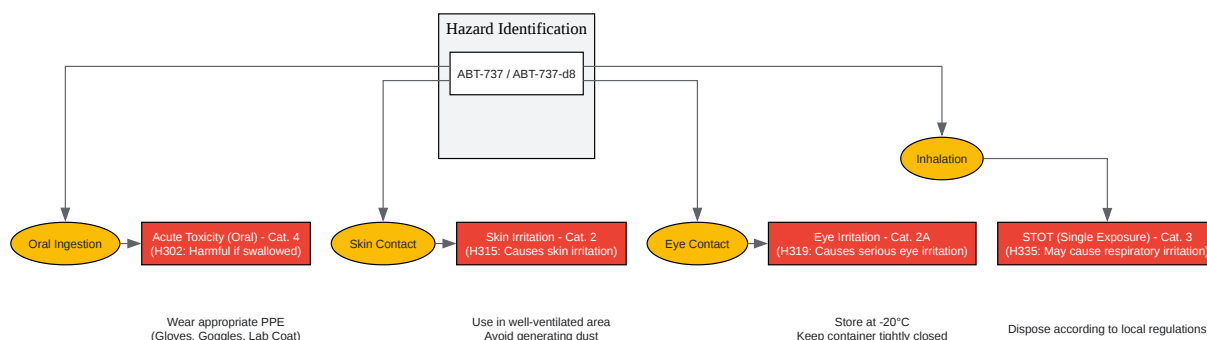 Hazard Identification
ABT-737 / ABT-737-d8
Inhalation
Oral Ingestion
Acute Toxicity (Oral) - Cat. 4
(H302: Harmful if swallowed)
Skin Contact
Skin Irritation - Cat. 2
(H315: Causes skin irritation)
Eye Contact
Eye Irritation - Cat. 2A
(H319: Causes serious eye irritation)
STOT (Single Exposure) - Cat. 3
(H335: May cause respiratory irritation)
Wear appropriate PPE
(Gloves, Goggles, Lab Coat)
Use in well-ventilated area
Avoid generating dust
Store at -20°C
Keep container tightly closed
Dispose according to local regulations